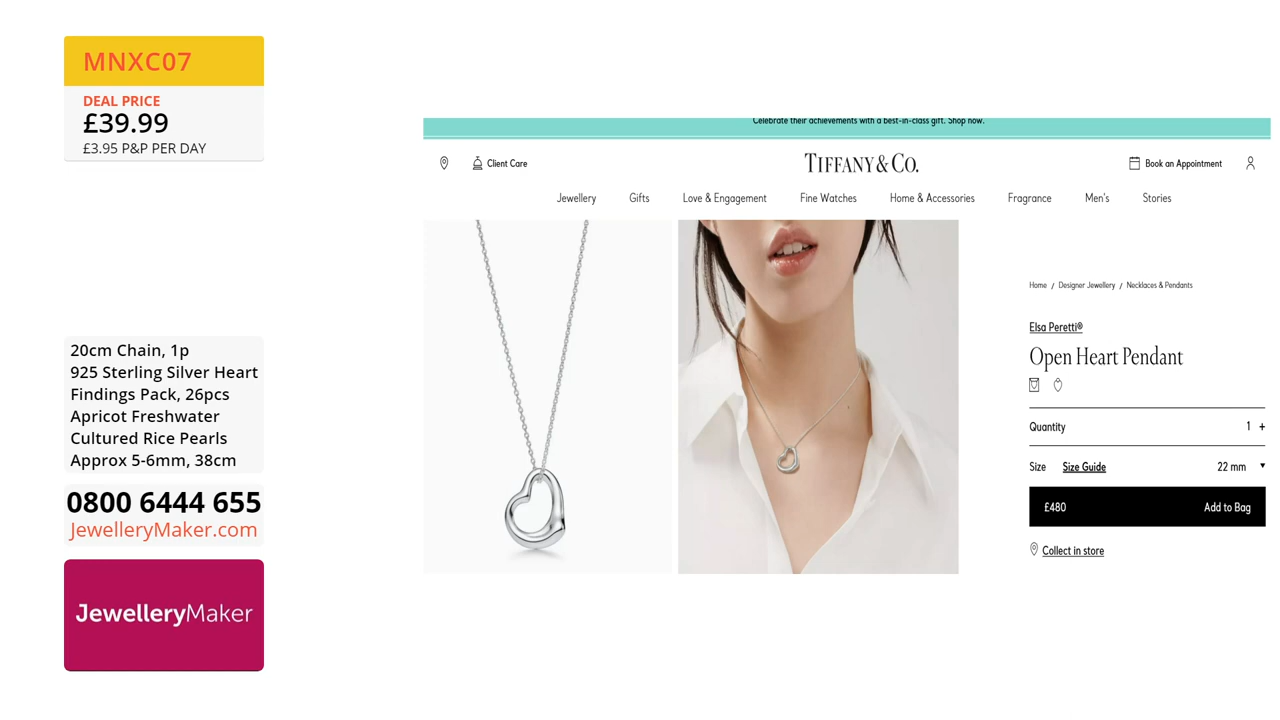 MNXC07
DEAL PRICE
£39.99
£3.95 P&P PER DAY
20cm Chain, 1p
925 Sterling Silver Heart
Findings Pack, 26pcs
Apricot Freshwater
Cultured Rice Pearls
Approx 5-6mm, 38cm
0800 6444 655
JewelleryMaker.com
JewelleryMaker
Celebrate their achievements with a best-in-class gift. Shop now.
Client Care
TIFFANY & CO.
Book an Appointment
Jewellery Gifts Love & Engagement Fine Watches Home & Accessories Fragrance Men's Stories
Home / Designer Jewellery / Necklaces & Pendants
Elsa Peretti®
Open Heart Pendant
Quantity 1 +
Size Size Guide 22 mm
£480 Add to Bag
Collect in store